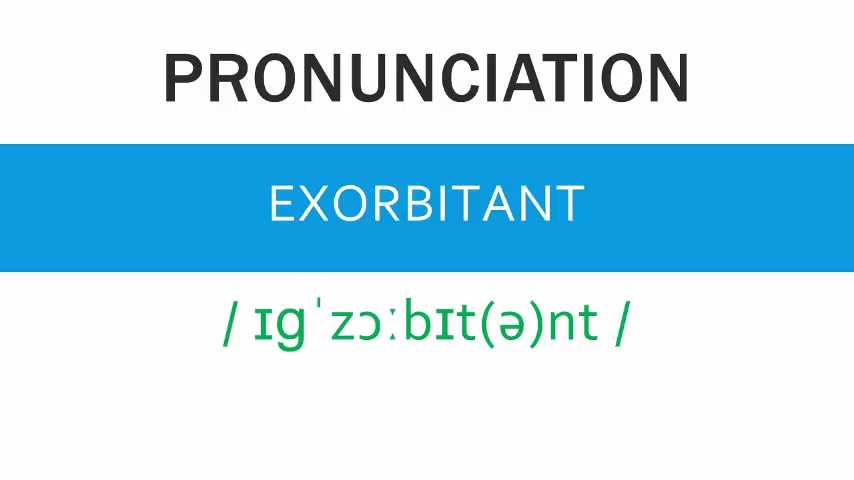 PRONUNCIATION
EXORBITANT
/ ɪɡˈzɔːbɪt(ə)nt /